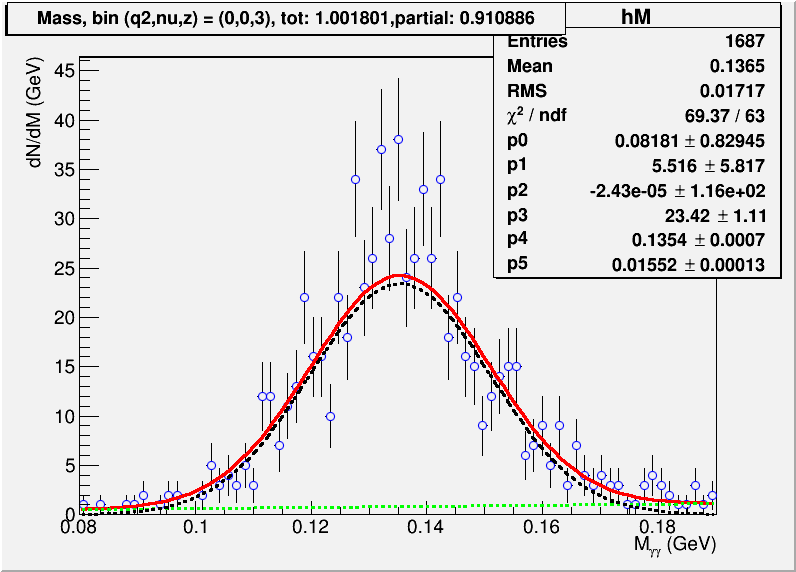 Mass, bin (q2,nu,z) = (0,0,3), tot: 1.001801,partial: 0.910886
hM
Entries 1687
Mean 0.1365
RMS 0.01717
χ² / ndf 69.37 / 63
p0 0.08181 ± 0.82945
p1 5.516 ± 5.817
p2 -2.43e-05 ± 1.16e+02
p3 23.42 ± 1.11
p4 0.1354 ± 0.0007
p5 0.01552 ± 0.00013
dN/dM (GeV)
45
40
35
30
25
20
15
10
5
0
0.08 0.1 0.12 0.14 0.16 0.18
Mγγ (GeV)